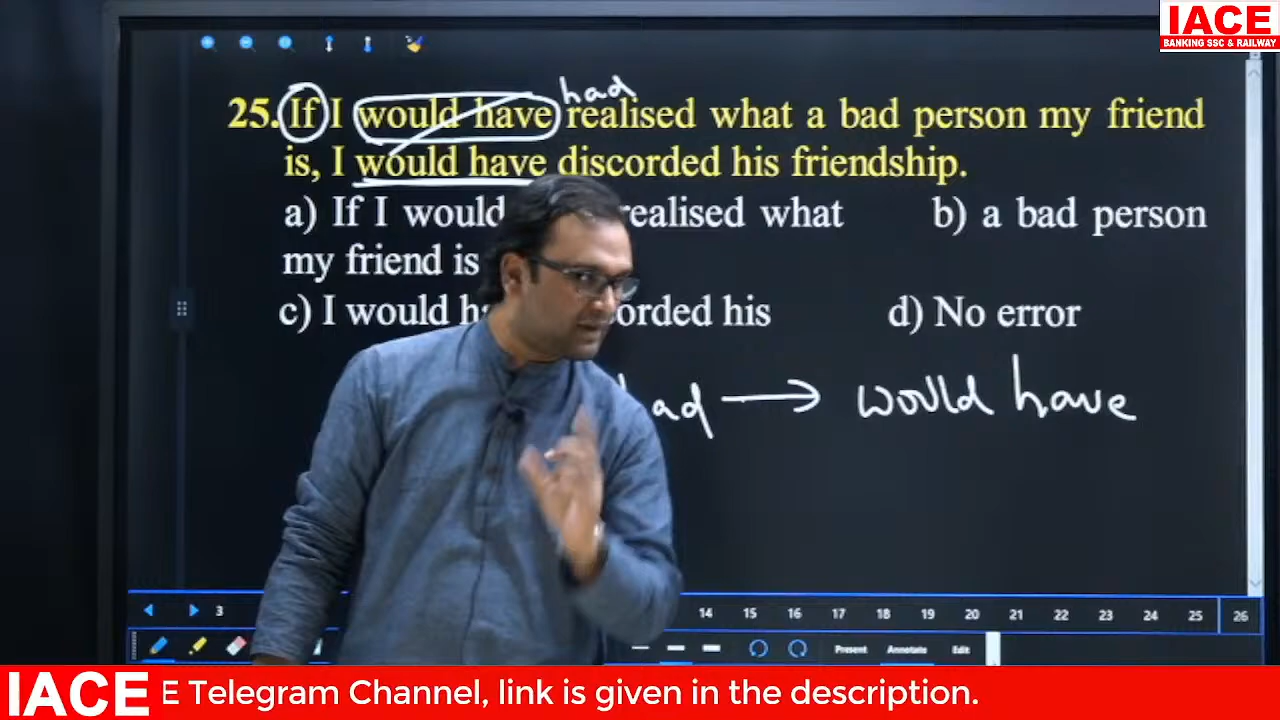 IACE
BANKING SSC & RAILWAY
had
25. If I would have realised what a bad person my friend
is, I would have discorded his friendship.
a) If I would realised what b) a bad person
my friend is
c) I would his d) No error
would have
3 14 15 16 17 18 19 20 21 22 23 24 25 26
Present Annotate Edit
IACE E Telegram Channel, link is given in the description.